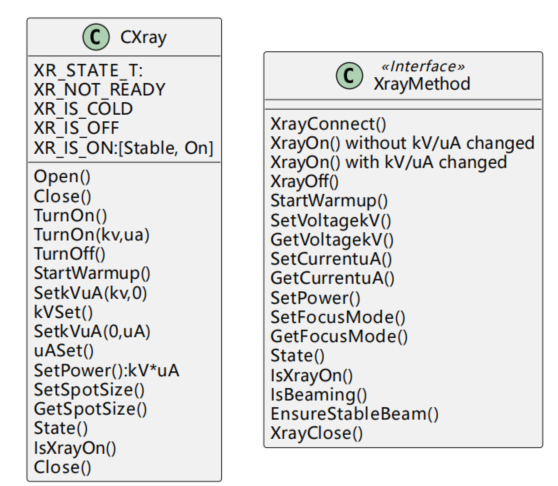 C CXray
XR_STATE_T:
XR_NOT_READY
XR_IS_COLD
XR_IS_OFF
XR_IS_ON:[Stable, On]
Open()
Close()
TurnOn()
TurnOn(kv,ua)
TurnOff()
StartWarmup()
SetkVuA(kv,0)
kVSet()
SetkVuA(0,uA)
uASet()
SetPower():kV*uA
SetSpotSize()
GetSpotSize()
State()
IsXrayOn()
Close()
«Interface»
C XrayMethod
XrayConnect()
XrayOn() without kV/uA changed
XrayOn() with kV/uA changed
XrayOff()
StartWarmup()
SetVoltagekV()
GetVoltagekV()
SetCurrentuA()
GetCurrentuA()
SetPower()
SetFocusMode()
GetFocusMode()
State()
IsXrayOn()
IsBeaming()
EnsureStableBeam()
XrayClose()